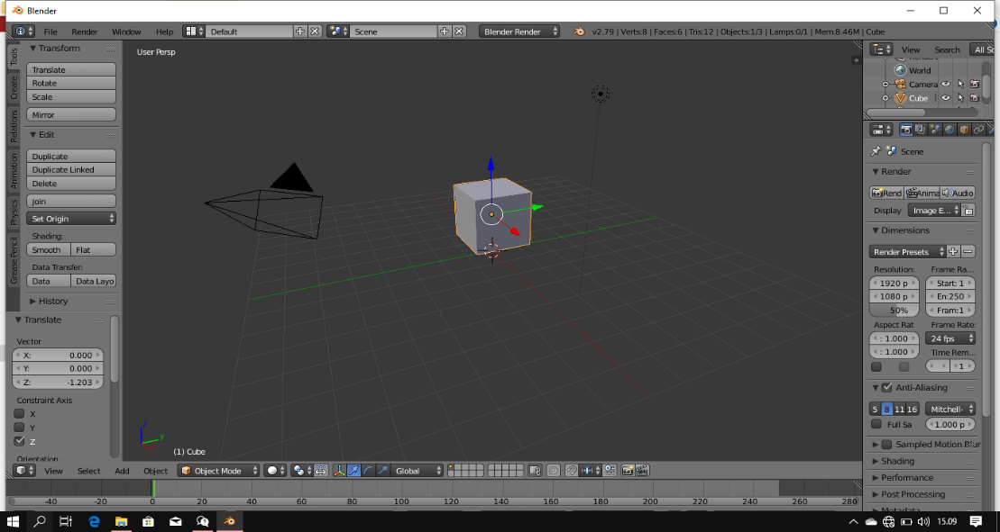 Blender
File Render Window Help Default Scene Blender Render v2.79 | Verts:8 | Faces:6 | Tris:12 | Objects:1/3 | Lamps:0/1 | Mem:8.46M | Cube
Tools
Create
Relations
Animation
Physics
Grease Pencil
Transform
Translate
Rotate
Scale
Mirror
Edit
Duplicate
Duplicate Linked
Delete
Join
Set Origin
Shading:
Smooth Flat
Data Transfer:
Data Data Layo
History
Translate
Vector
X: 0.000
Y: 0.000
Z: -1.203
Constraint Axis
X
Y
Z
Orientation
User Persp
z
y
(1) Cube
View Select Add Object Object Mode Global
-40 -20 0 20 40 60 80 100 120 140 160 180 200 220 240 260 280
View Search All Sc
World
Camera
Cube
Scene
Render
Rend Anima Audio
Display Image E...
Dimensions
Render Presets
Resolution: Frame Ra...
1920 p Start: 1
1080 p En:250
50% Fram:1
Aspect Rat Frame Rate:
: 1.000 24 fps
: 1.000 Time Rem...
1
Anti-Aliasing
5 8 11 16 Mitchell-
Full Sa 1.000 p
Sampled Motion Blur
Shading
Performance
Post Processing
Metadata
15.09